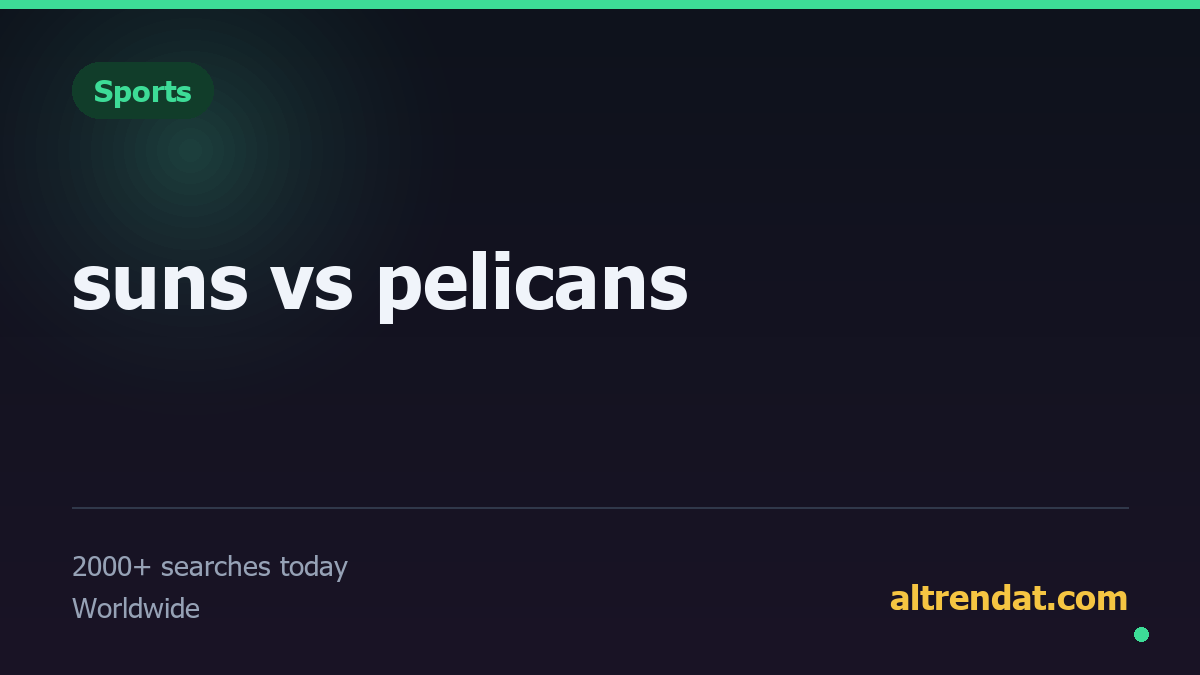 Sports
suns vs pelicans
2000+ searches today
Worldwide
altrendat.com